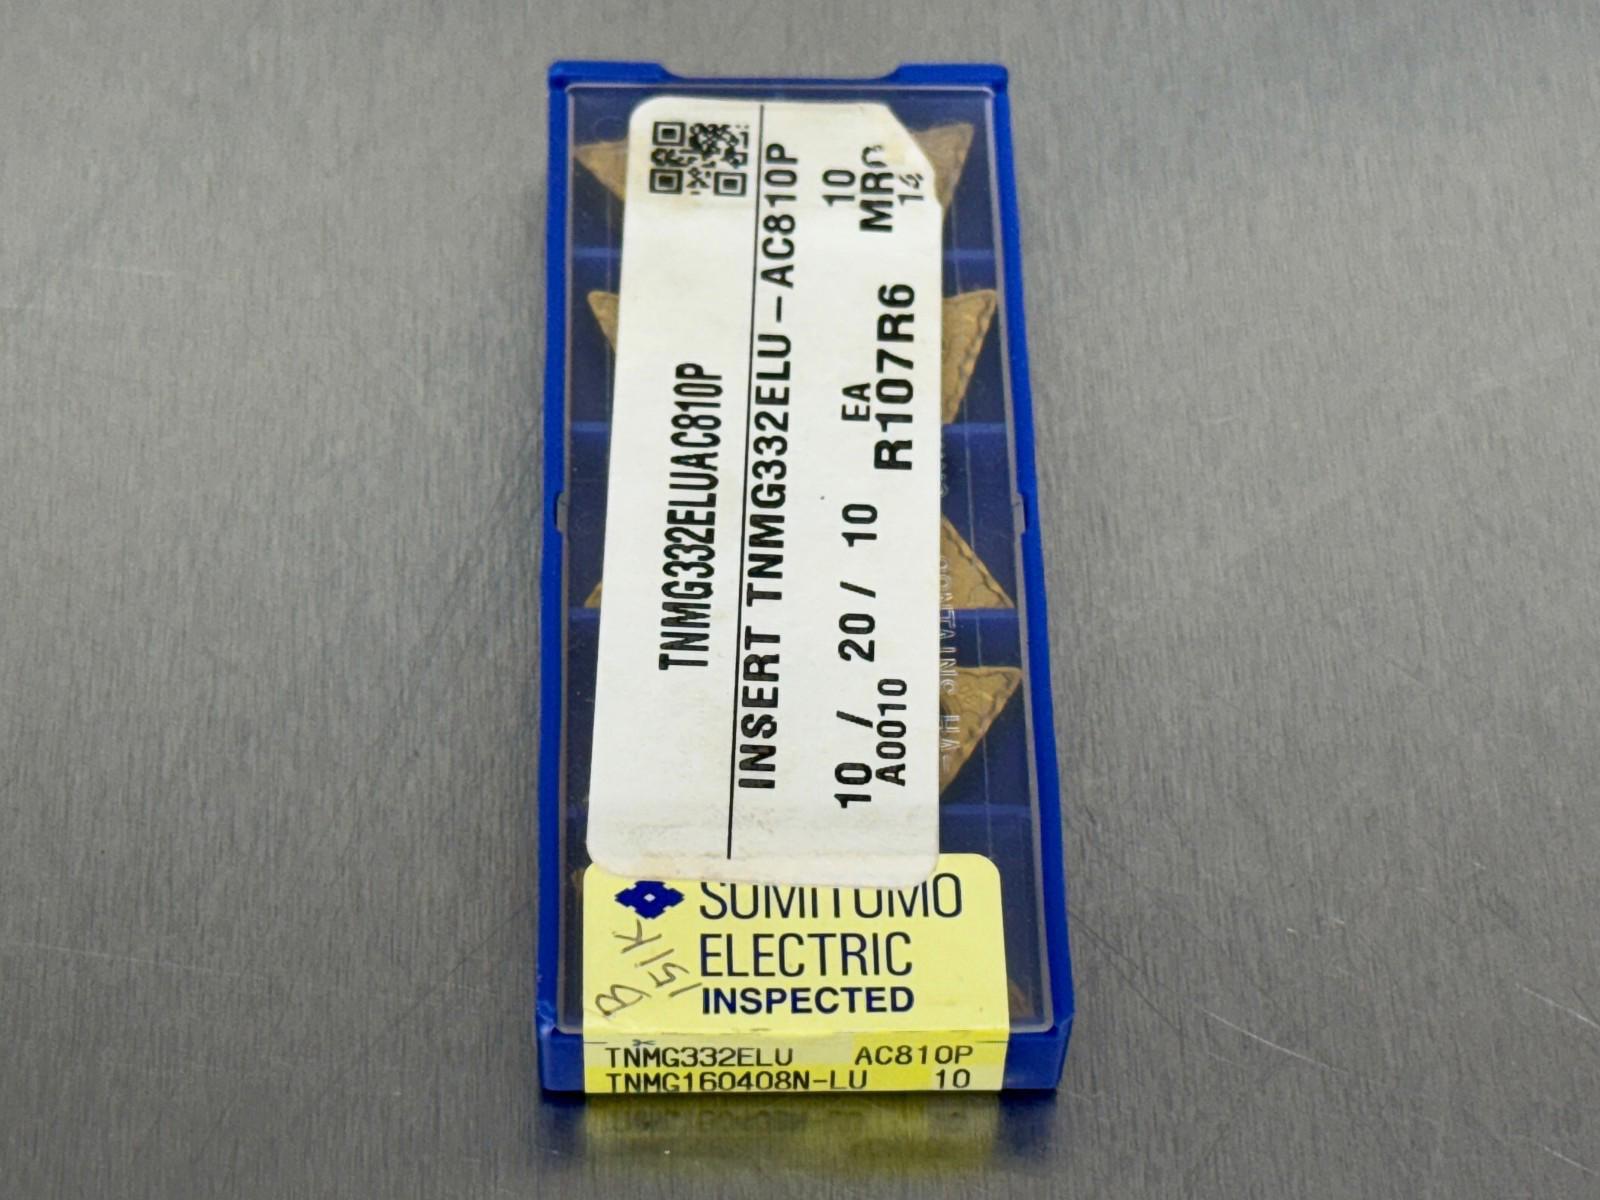 TNMG332ELUAC810P
INSERT TNMG332ELU-AC810P
10 / 20 / 10 EA 10
A0010 R107R6
14
SUMITOMO
ELECTRIC
INSPECTED
TNMG332ELU AC810P
TNMG160408N-LU 10